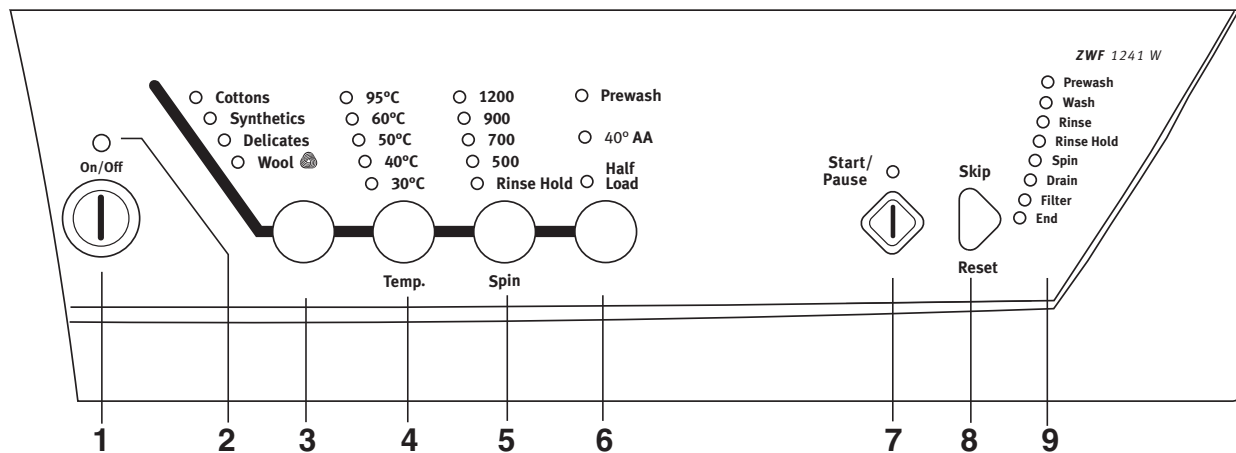 ZWF 1241 W
On/Off
Cottons
Synthetics
Delicates
Wool
95°C
60°C
50°C
40°C
30°C
Temp.
1200
900
700
500
Rinse Hold
Spin
Prewash
40° AA
Half
Load
Start/
Pause
Skip
Reset
Prewash
Wash
Rinse
Rinse Hold
Spin
Drain
Filter
End
1
2
3
4
5
6
7
8
9